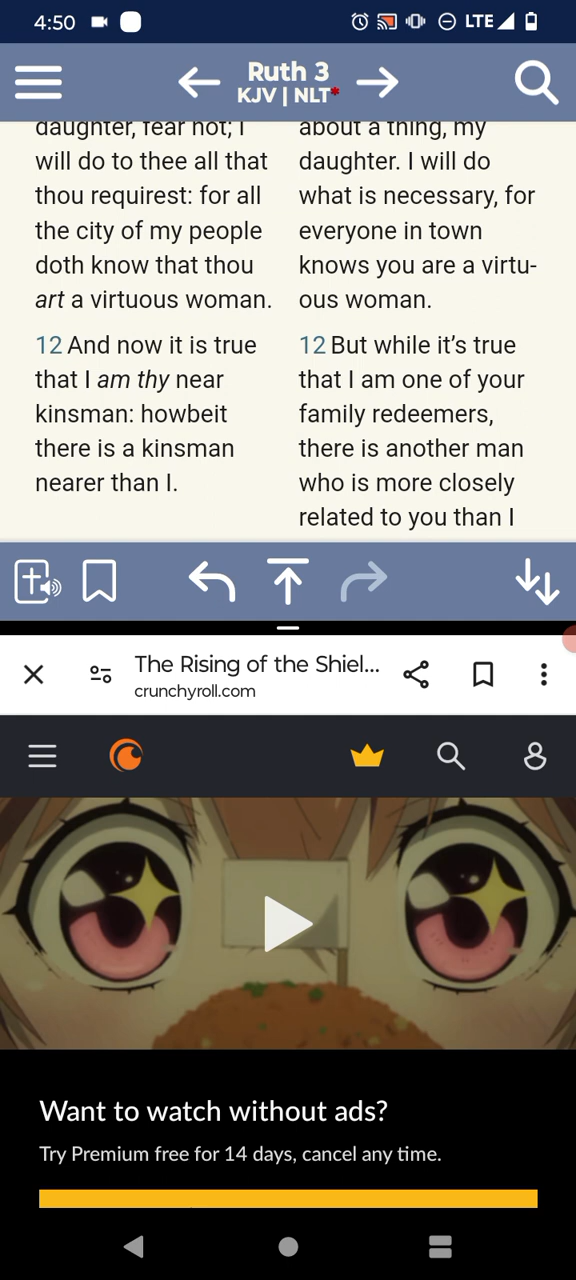 4:50
LTE
Ruth 3
KJV | NLT*
daughter, fear not; I
will do to thee all that
thou requirest: for all
the city of my people
doth know that thou
art a virtuous woman.
12 And now it is true
that I am thy near
kinsman: howbeit
there is a kinsman
nearer than I.
about a thing, my
daughter. I will do
what is necessary, for
everyone in town
knows you are a virtu-
ous woman.
12 But while it’s true
that I am one of your
family redeemers,
there is another man
who is more closely
related to you than I
The Rising of the Shiel...
crunchyroll.com
Want to watch without ads?
Try Premium free for 14 days, cancel any time.